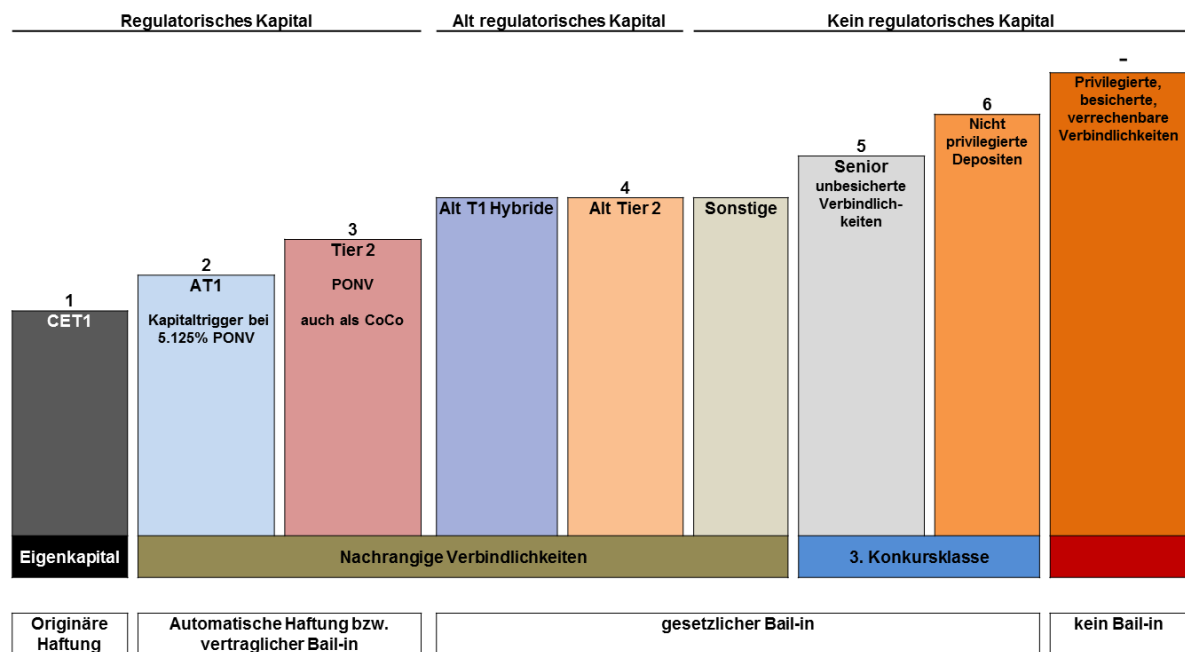 Regulatorisches Kapital
Alt regulatorisches Kapital
Kein regulatorisches Kapital
1
CET1
2
AT1
Kapitaltrigger bei
5.125% PONV
3
Tier 2
PONV
auch als CoCo
Alt T1 Hybride
4
Alt Tier 2
Sonstige
5
Senior
unbesicherte
Verbindlich-
keiten
6
Nicht
privilegierte
Depositen
-
Privilegierte,
besicherte,
verrechenbare
Verbindlichkeiten
Eigenkapital
Nachrangige Verbindlichkeiten
3. Konkursklasse
Originäre
Haftung
Automatische Haftung bzw.
vertraglicher Bail-in
gesetzlicher Bail-in
kein Bail-in